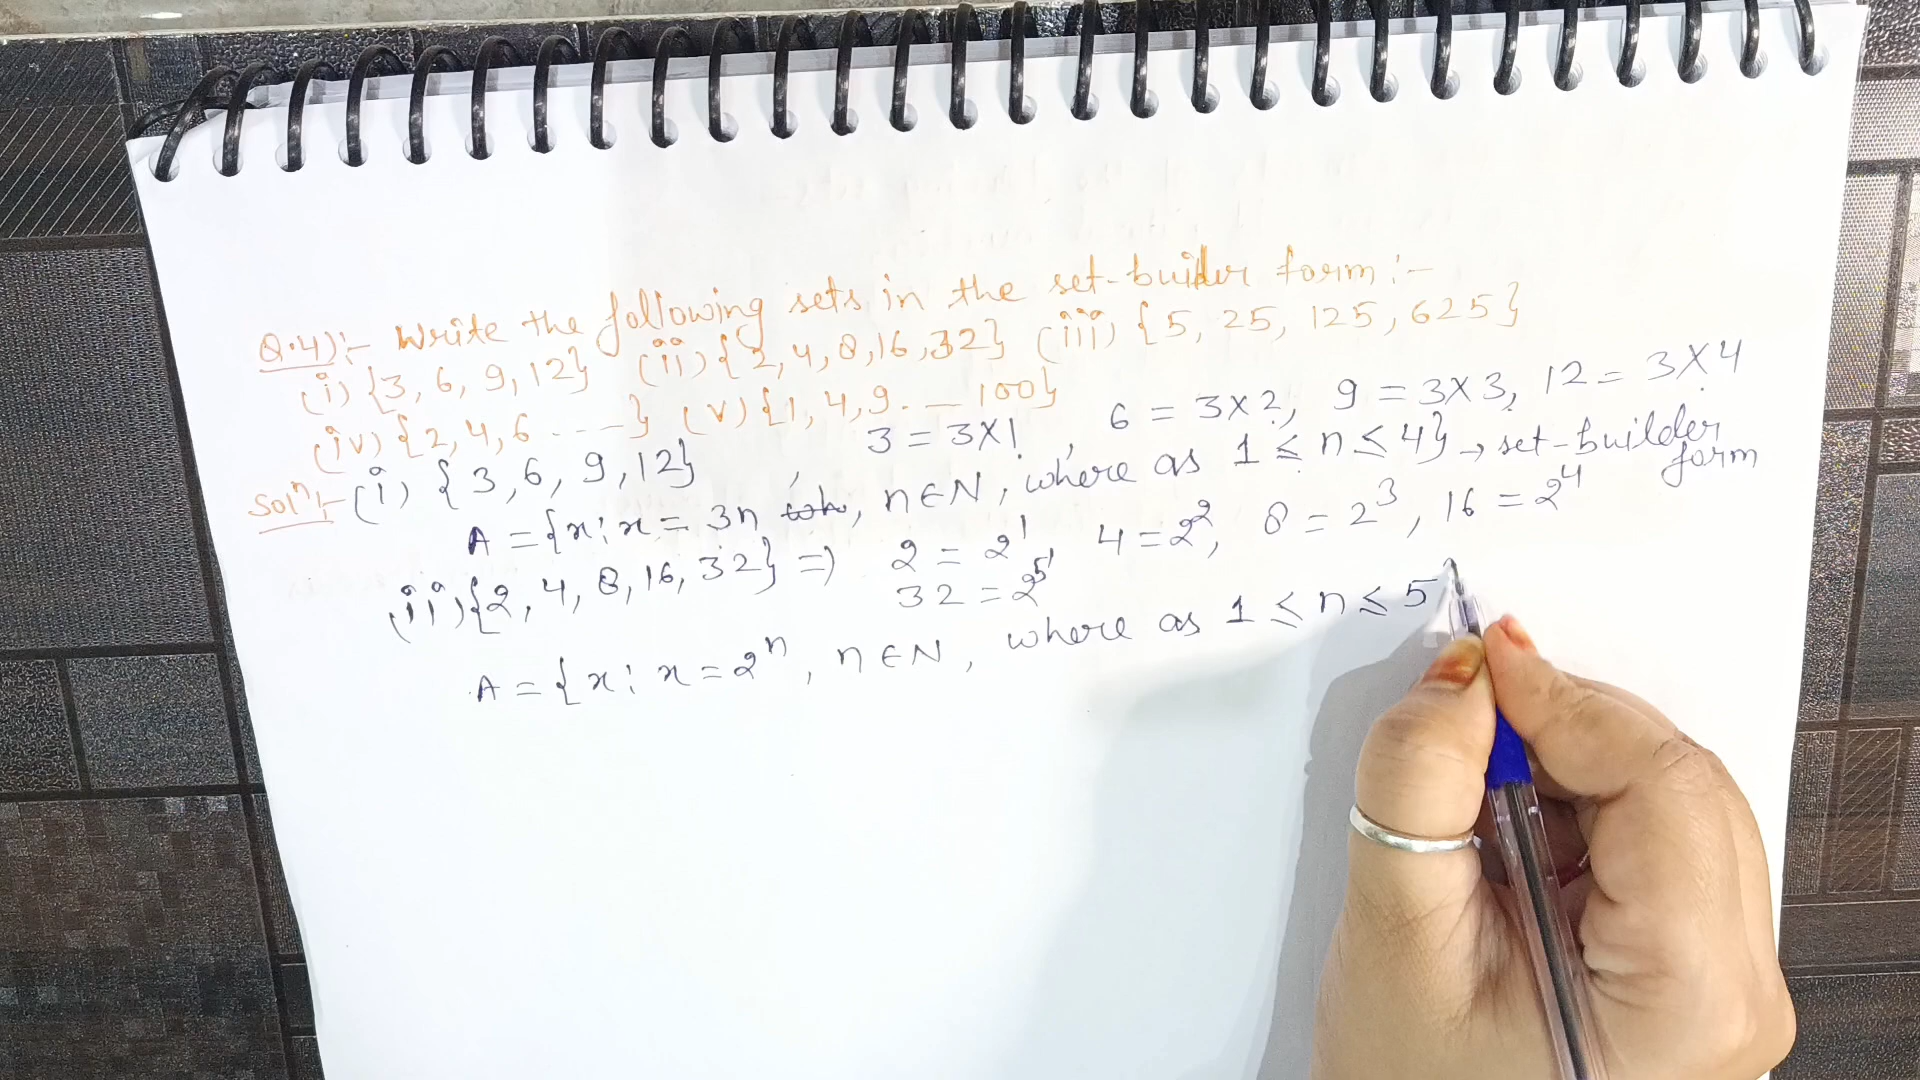 Q.4):- Write the following sets in the set-builder form:-
(i) {3, 6, 9, 12} (ii) {2, 4, 8, 16, 32} (iii) {5, 25, 125, 625}
(iv) {2, 4, 6 - - - -} (v) {1, 4, 9 . - - 100}
Solⁿ:- (i) {3, 6, 9, 12} , 3 = 3×1 , 6 = 3×2, 9 = 3×3, 12 = 3×4
A = {x : x = 3n, n∈N, where as 1 ≤ n ≤ 4} → set-builder form
(ii) {2, 4, 8, 16, 32} => 2 = 2¹, 4 = 2², 8 = 2³, 16 = 2⁴
32 = 2⁵
A = {x : x = 2ⁿ, n∈N, where as 1 ≤ n ≤ 5